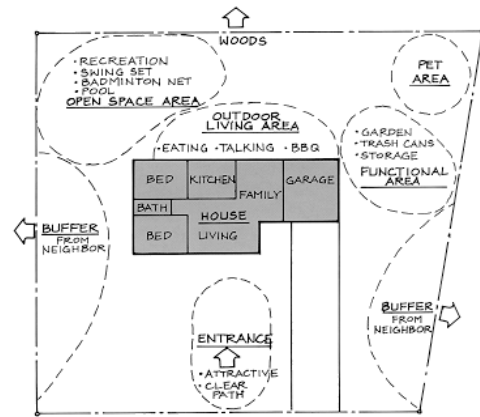 WOODS
• RECREATION
• SWING SET
• BADMINTON NET
• POOL
OPEN SPACE AREA
PET
AREA
OUTDOOR
LIVING AREA
• EATING • TALKING • BBQ
• GARDEN
• TRASH CANS
• STORAGE
FUNCTIONAL
AREA
BED
KITCHEN
FAMILY
GARAGE
BATH
HOUSE
BED
LIVING
BUFFER
FROM
NEIGHBOR
BUFFER
FROM
NEIGHBOR
ENTRANCE
• ATTRACTIVE
• CLEAR
PATH